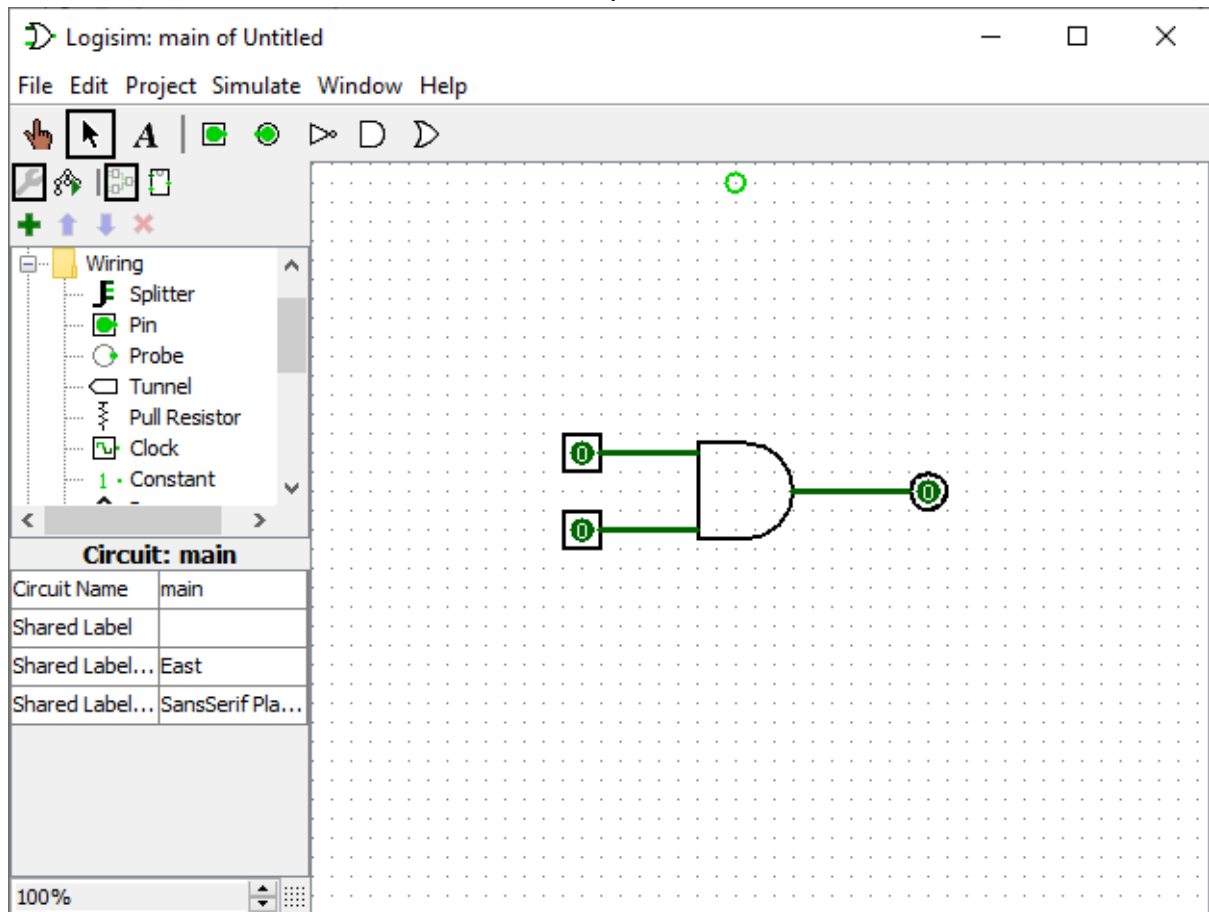 Logisim: main of Untitled
File Edit Project Simulate Window Help
A
Wiring
Splitter
Pin
Probe
Tunnel
Pull Resistor
Clock
1 Constant
0
0
0
Circuit: main
Circuit Name main
Shared Label
Shared Label... East
Shared Label... SansSerif Pla...
100%